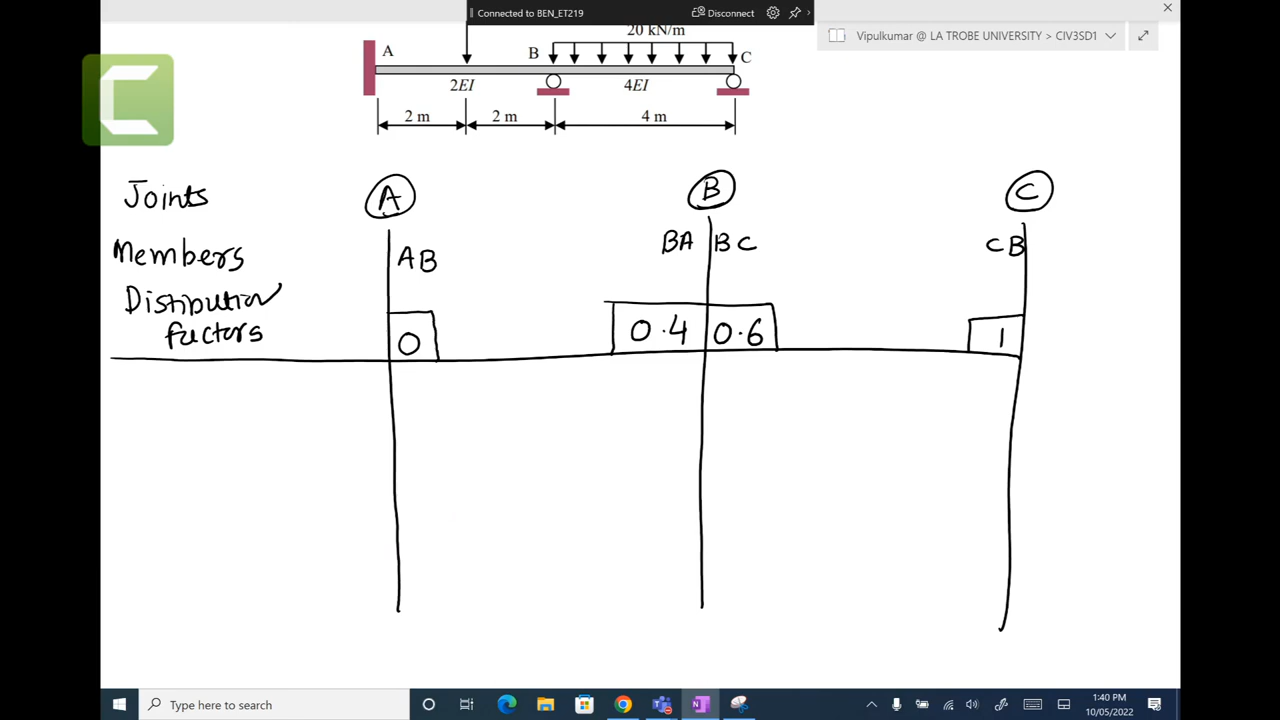 Connected to BEN_ET219 Disconnect
Vipulkumar @ LA TROBE UNIVERSITY > CIV3SD1
20 kN/m
A B C
2EI 4EI
2 m 2 m 4 m
Joints A B C
Members AB BA BC CB
Distibution
factors
0 0.4 0.6 1
Type here to search
1:40 PM
10/05/2022